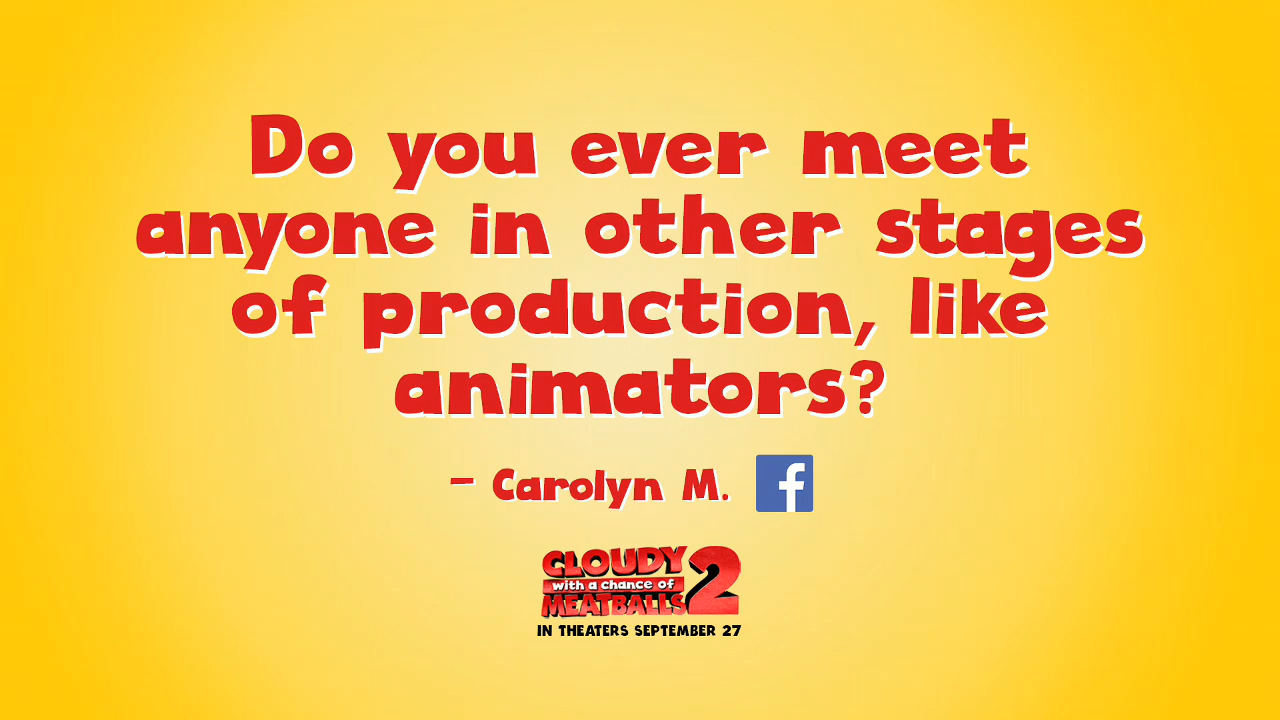 Do you ever meet
anyone in other stages
of production, like
animators?
- Carolyn M. f
CLOUDY
with a chance of
MEATBALLS 2
IN THEATERS SEPTEMBER 27